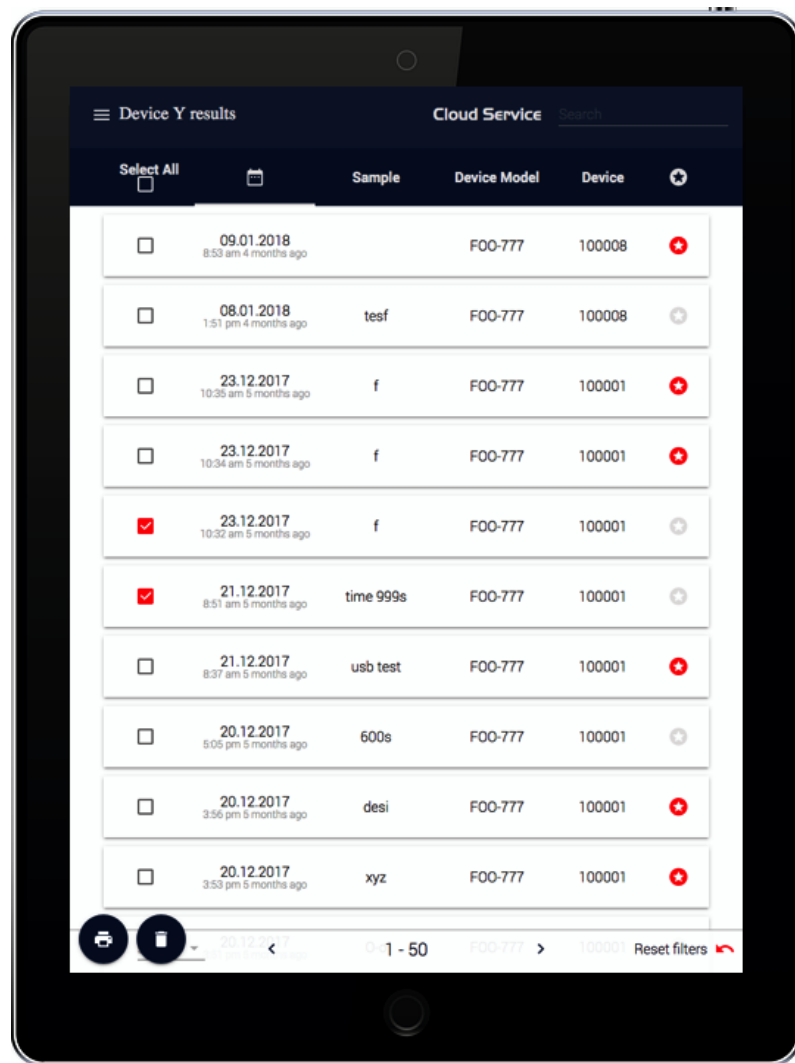 Device Y results
Cloud Service
Search
Select All
Sample
Device Model
Device
09.01.2018
8:53 am 4 months ago
FOO-777
100008
08.01.2018
1:51 pm 4 months ago
tesf
FOO-777
100008
23.12.2017
10:35 am 5 months ago
f
FOO-777
100001
23.12.2017
10:34 am 5 months ago
f
FOO-777
100001
23.12.2017
10:32 am 5 months ago
f
FOO-777
100001
21.12.2017
8:51 am 5 months ago
time 999s
FOO-777
100001
21.12.2017
8:37 am 5 months ago
usb test
FOO-777
100001
20.12.2017
5:05 pm 5 months ago
600s
FOO-777
100001
20.12.2017
3:56 pm 5 months ago
desi
FOO-777
100001
20.12.2017
3:53 pm 5 months ago
xyz
FOO-777
100001
20.12.2017
FOO-777
100001
1 - 50
Reset filters